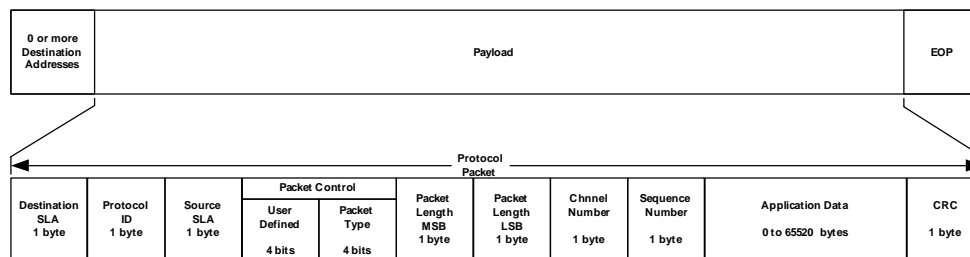 0 or more
Destination
Addresses
Payload
EOP
Protocol
Packet
Destination
SLA
1 byte
Protocol
ID
1 byte
Source
SLA
1 byte
Packet Control
User
Defined
4 bits
Packet
Type
4 bits
Packet
Length
MSB
1 byte
Packet
Length
LSB
1 byte
Chnnel
Number
1 byte
Sequence
Number
1 byte
Application Data
0 to 65520 bytes
CRC
1 byte